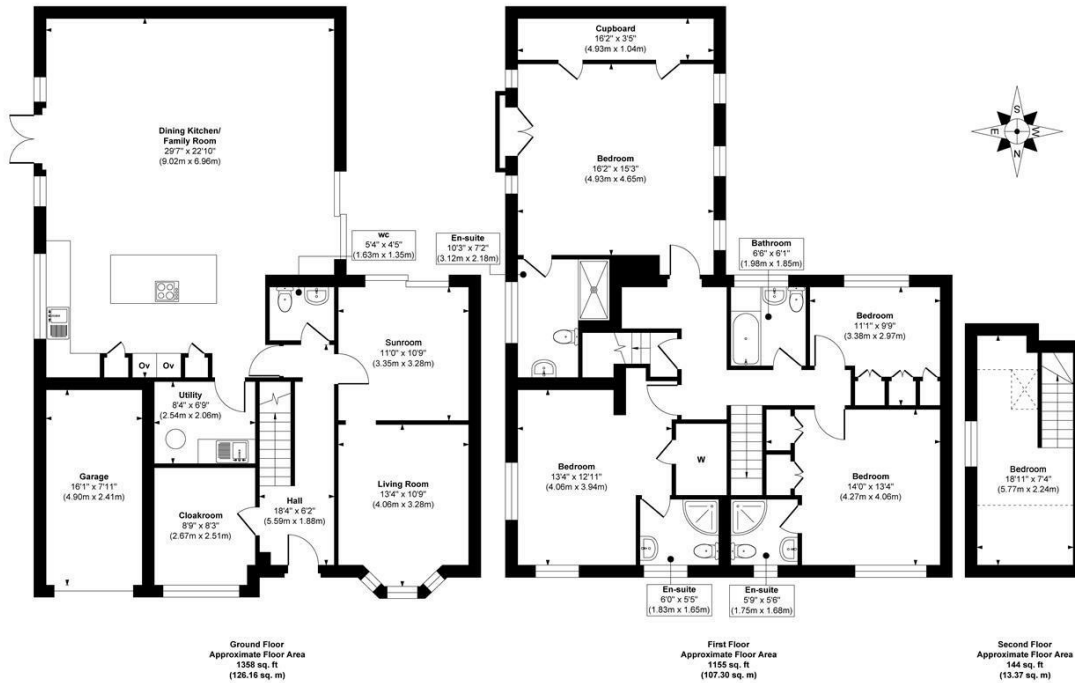 Dining Kitchen/
Family Room
29'7" x 22'10"
(9.02m x 6.96m)
wc
5'4" x 4'5"
(1.63m x 1.35m)
Sunroom
11'0" x 10'9"
(3.35m x 3.28m)
Ov
Ov
Utility
8'4" x 6'9"
(2.54m x 2.06m)
Garage
16'1" x 7'11"
(4.90m x 2.41m)
Cloakroom
8'9" x 8'3"
(2.67m x 2.51m)
Hall
18'4" x 6'2"
(5.59m x 1.88m)
Living Room
13'4" x 10'9"
(4.06m x 3.28m)
Ground Floor
Approximate Floor Area
1358 sq. ft
(126.16 sq. m)
Cupboard
16'2" x 3'5"
(4.93m x 1.04m)
Bedroom
16'2" x 15'3"
(4.93m x 4.65m)
En-suite
10'3" x 7'2"
(3.12m x 2.18m)
Bathroom
6'6" x 6'1"
(1.98m x 1.85m)
Bedroom
11'1" x 9'9"
(3.38m x 2.97m)
Bedroom
13'4" x 12'11"
(4.06m x 3.94m)
W
Bedroom
14'0" x 13'4"
(4.27m x 4.06m)
En-suite
6'0" x 5'5"
(1.83m x 1.65m)
En-suite
5'9" x 5'6"
(1.75m x 1.68m)
First Floor
Approximate Floor Area
1155 sq. ft
(107.30 sq. m)
S
E
W
N
Bedroom
18'11" x 7'4"
(5.77m x 2.24m)
Second Floor
Approximate Floor Area
144 sq. ft
(13.37 sq. m)